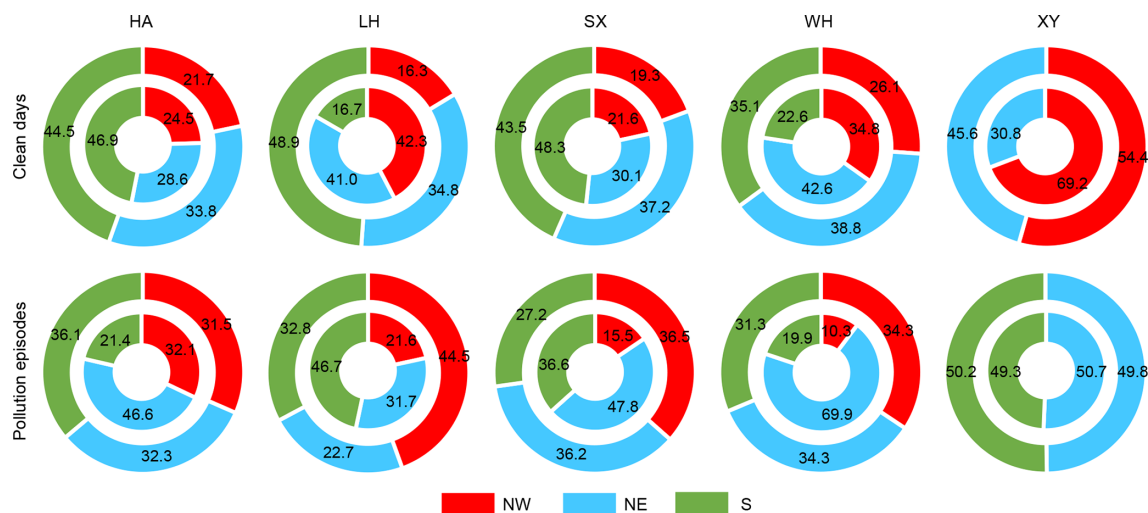 HA LH SX WH XY
Clean days
21.7 24.5 28.6 33.8 46.9 44.5
16.3 42.3 41.0 34.8 16.7 48.9
19.3 21.6 30.1 37.2 48.3 43.5
26.1 34.8 42.6 38.8 22.6 35.1
54.4 69.2 30.8 45.6
Pollution episodes
31.5 32.1 46.6 32.3 21.4 36.1
44.5 21.6 31.7 22.7 46.7 32.8
36.5 15.5 47.8 36.2 36.6 27.2
34.3 10.3 69.9 34.3 19.9 31.3
49.8 50.7 49.3 50.2
NW NE S